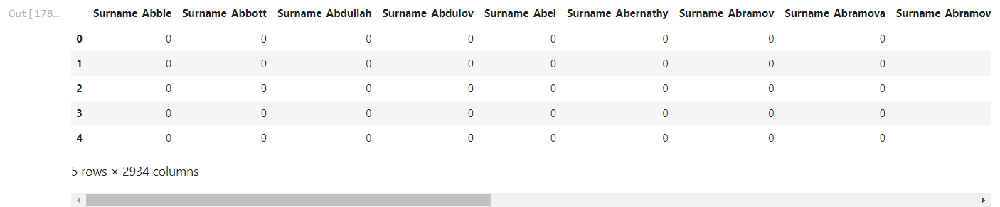 Out[178…
Surname_Abbie Surname_Abbott Surname_Abdullah Surname_Abdulov Surname_Abel Surname_Abernathy Surname_Abramov Surname_Abramova Surname_Abramov
0 0 0 0 0 0 0 0 0
1 0 0 0 0 0 0 0 0
2 0 0 0 0 0 0 0 0
3 0 0 0 0 0 0 0 0
4 0 0 0 0 0 0 0 0
5 rows × 2934 columns